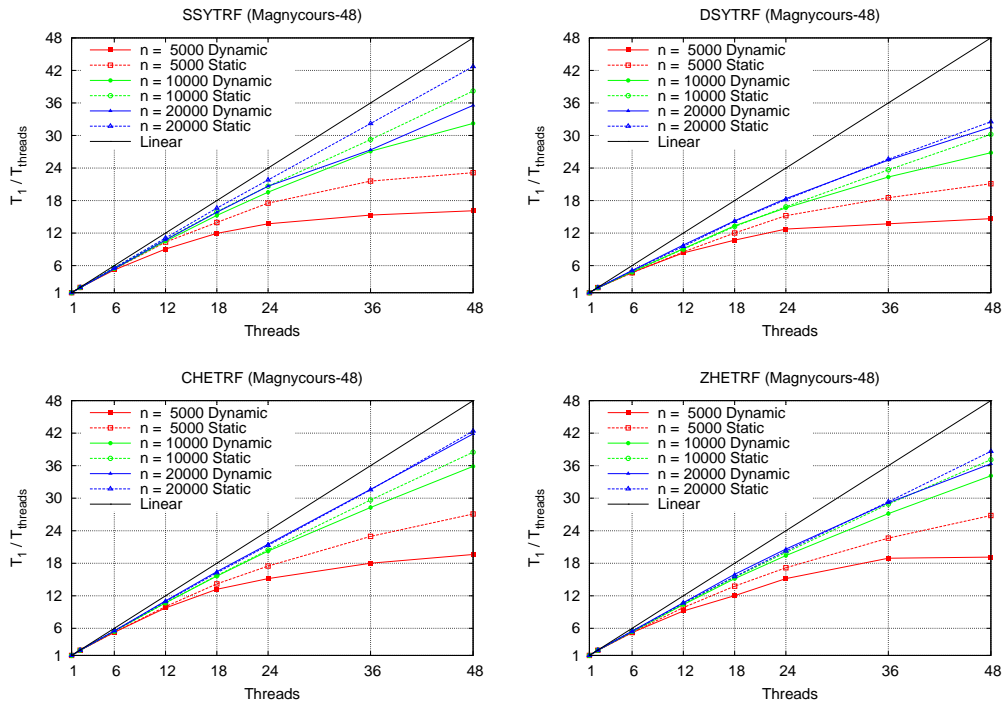 SSYTRF (Magnycours-48)
48
42
36
30
24
18
12
6
1
T1 / Tthreads
n = 5000 Dynamic
n = 5000 Static
n = 10000 Dynamic
n = 10000 Static
n = 20000 Dynamic
n = 20000 Static
Linear
1 6 12 18 24 36 48
Threads
DSYTRF (Magnycours-48)
48
42
36
30
24
18
12
6
1
T1 / Tthreads
n = 5000 Dynamic
n = 5000 Static
n = 10000 Dynamic
n = 10000 Static
n = 20000 Dynamic
n = 20000 Static
Linear
1 6 12 18 24 36 48
Threads
CHETRF (Magnycours-48)
48
42
36
30
24
18
12
6
1
T1 / Tthreads
n = 5000 Dynamic
n = 5000 Static
n = 10000 Dynamic
n = 10000 Static
n = 20000 Dynamic
n = 20000 Static
Linear
1 6 12 18 24 36 48
Threads
ZHETRF (Magnycours-48)
48
42
36
30
24
18
12
6
1
T1 / Tthreads
n = 5000 Dynamic
n = 5000 Static
n = 10000 Dynamic
n = 10000 Static
n = 20000 Dynamic
n = 20000 Static
Linear
1 6 12 18 24 36 48
Threads